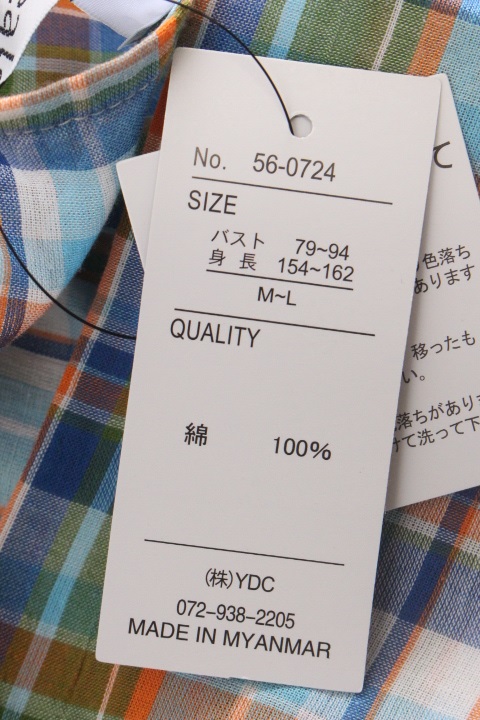 No. 56-0724
SIZE
バスト 79~94
身長 154~162
M~L
QUALITY
綿 100%
(株)YDC
072-938-2205
MADE IN MYANMAR
て
色落ち
あります
移ったも
い。
落ちがあり
けて洗って下